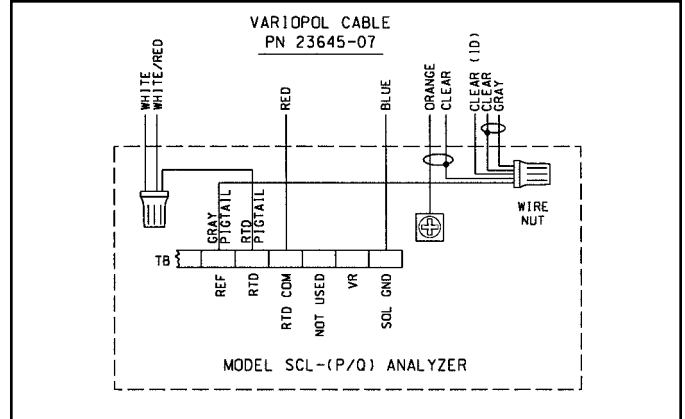 VARIOPOL CABLE
PN 23645-07
WHITE
WHITE/RED
RED
BLUE
ORANGE
CLEAR
CLEAR (ID)
CLEAR
GRAY
WIRE
NUT
GRAY
PIGTAIL
RTD
PIGTAIL
TB
REF
RTD
RTD COM
NOT USED
VR
SOL GND
MODEL SCL-(P/Q) ANALYZER